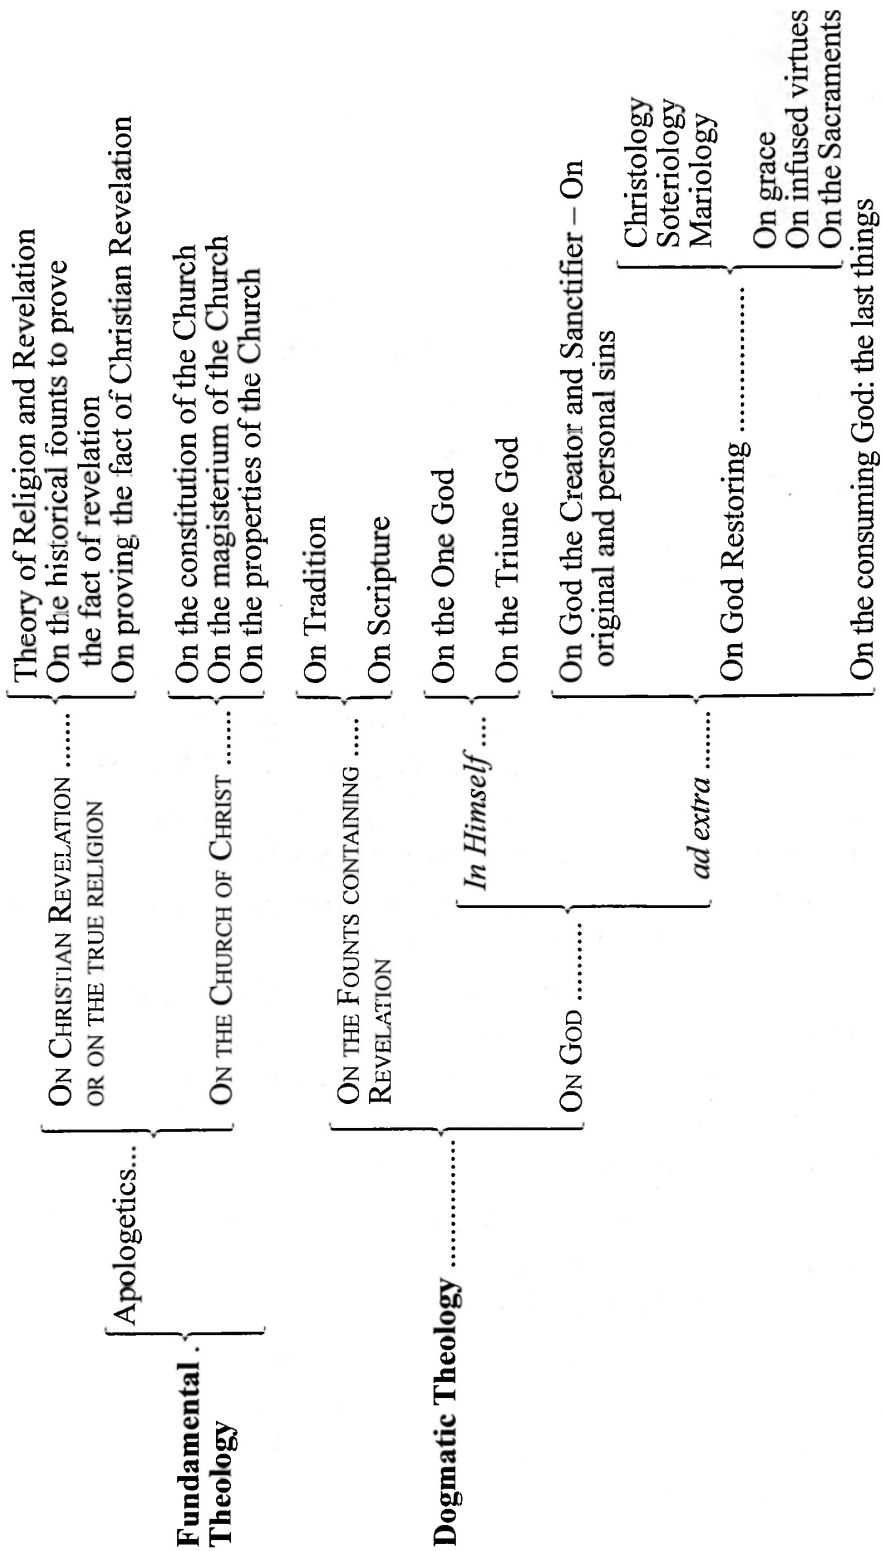 Fundamental .
Theology
Apologetics...
ON CHRISTIAN REVELATION .......
OR ON THE TRUE RELIGION
Theory of Religion and Revelation
On the historical founts to prove
the fact of revelation
On proving the fact of Christian Revelation
ON THE CHURCH OF CHRIST .......
On the constitution of the Church
On the magisterium of the Church
On the properties of the Church
Dogmatic Theology ................
ON THE FOUNTS CONTAINING .....
REVELATION
On Tradition
On Scripture
ON GOD ..........
In Himself ....
On the One God
On the Triune God
ad extra ........
On God the Creator and Sanctifier – On
original and personal sins
On God Restoring ..................
Christology
Soteriology
Mariology
On grace
On infused virtues
On the Sacraments
On the consuming God: the last things